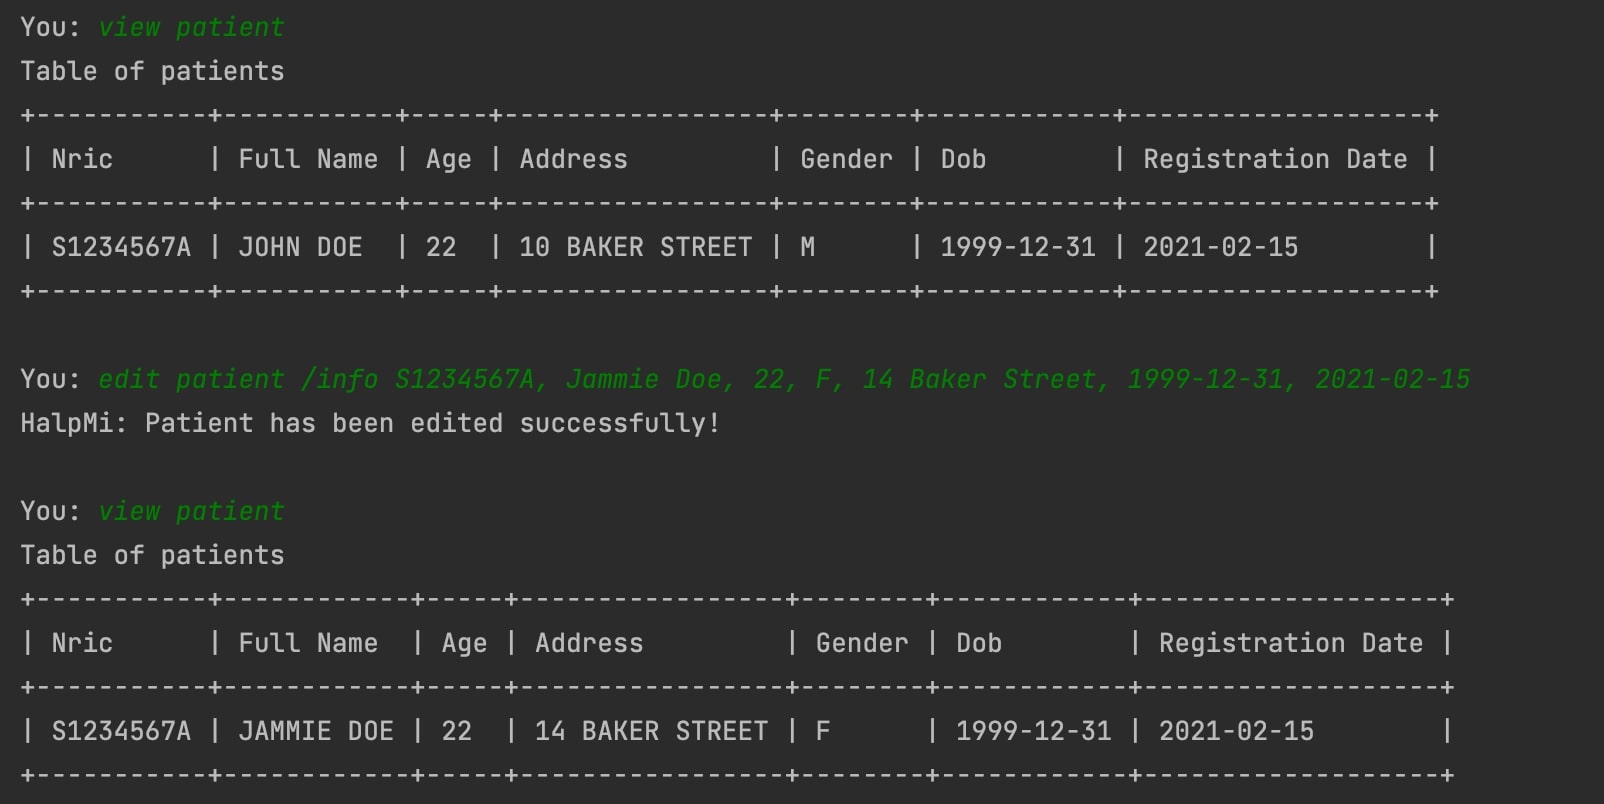 You: view patient
Table of patients
+-----------+-----------+-----+-----------------+--------+------------+-------------------+
| Nric      | Full Name | Age | Address         | Gender | Dob        | Registration Date |
+-----------+-----------+-----+-----------------+--------+------------+-------------------+
| S1234567A | JOHN DOE  | 22  | 10 BAKER STREET | M      | 1999-12-31 | 2021-02-15        |
+-----------+-----------+-----+-----------------+--------+------------+-------------------+
You: edit patient /info S1234567A, Jammie Doe, 22, F, 14 Baker Street, 1999-12-31, 2021-02-15
HalpMi: Patient has been edited successfully!
You: view patient
Table of patients
+-----------+------------+-----+-----------------+--------+------------+-------------------+
| Nric      | Full Name  | Age | Address         | Gender | Dob        | Registration Date |
+-----------+------------+-----+-----------------+--------+------------+-------------------+
| S1234567A | JAMMIE DOE | 22  | 14 BAKER STREET | F      | 1999-12-31 | 2021-02-15        |
+-----------+------------+-----+-----------------+--------+------------+-------------------+